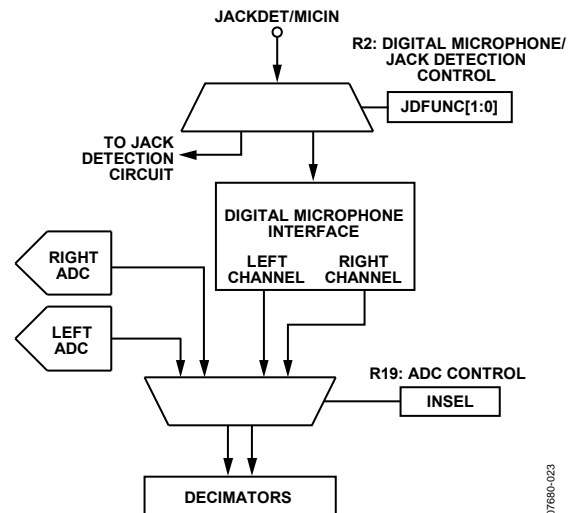 JACKDET/MICIN
R2: DIGITAL MICROPHONE/
JACK DETECTION
CONTROL
JDFUNC[1:0]
TO JACK
DETECTION
CIRCUIT
DIGITAL MICROPHONE
INTERFACE
LEFT
CHANNEL
RIGHT
CHANNEL
RIGHT
ADC
LEFT
ADC
R19: ADC CONTROL
INSEL
DECIMATORS
07680-023